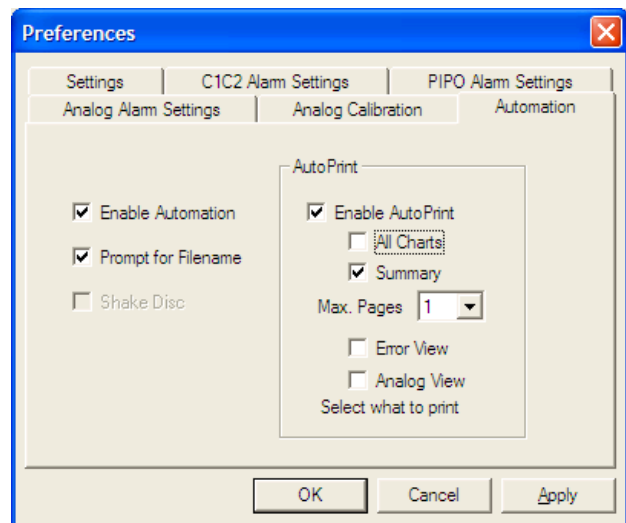 Preferences
Settings
C1C2 Alarm Settings
PIPO Alarm Settings
Analog Alarm Settings
Analog Calibration
Automation
Enable Automation
Prompt for Filename
Shake Disc
AutoPrint
Enable AutoPrint
All Charts
Summary
Max. Pages 1
Error View
Analog View
Select what to print
OK
Cancel
Apply